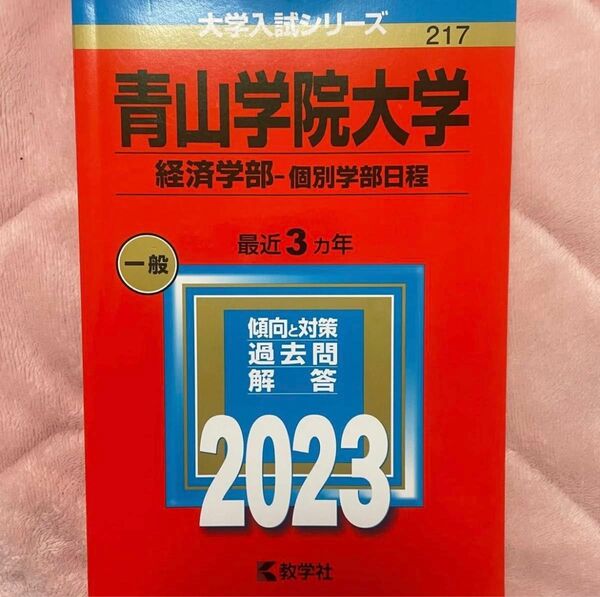 大学入試シリーズ
217
青山学院大学
経済学部-個別学部日程
最近3カ年
一般
傾向と対策
過去問
解答
2023
教学社